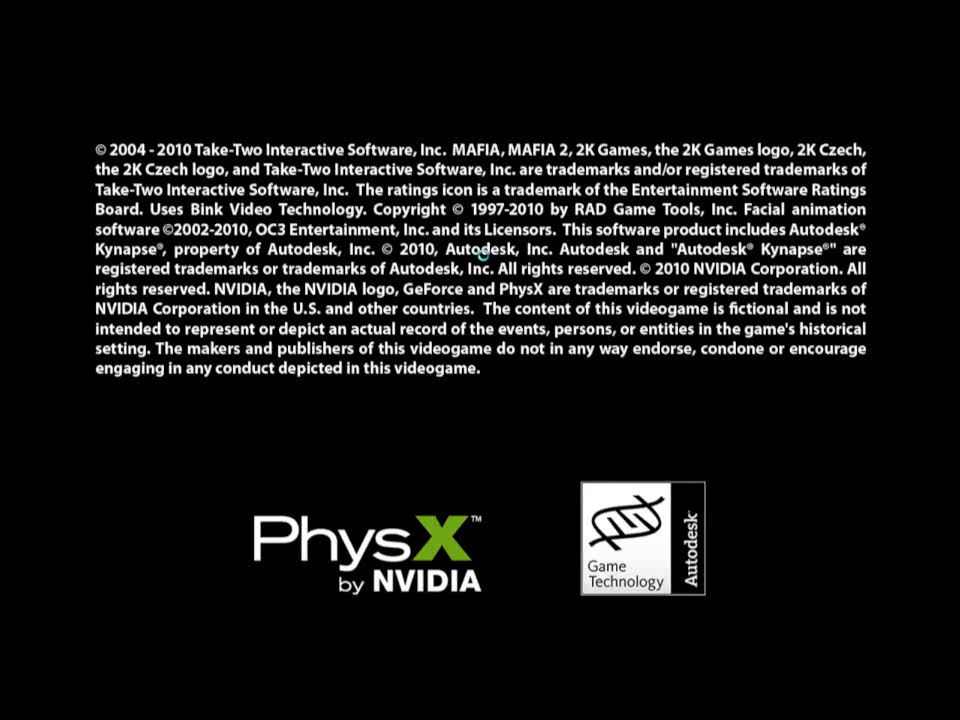 © 2004 - 2010 Take-Two Interactive Software, Inc. MAFIA, MAFIA 2, 2K Games, the 2K Games logo, 2K Czech,
the 2K Czech logo, and Take-Two Interactive Software, Inc. are trademarks and/or registered trademarks of
Take-Two Interactive Software, Inc. The ratings icon is a trademark of the Entertainment Software Ratings
Board. Uses Bink Video Technology. Copyright © 1997-2010 by RAD Game Tools, Inc. Facial animation
software ©2002-2010, OC3 Entertainment, Inc. and its Licensors. This software product includes Autodesk®
Kynapse®, property of Autodesk, Inc. © 2010, Autodesk, Inc. Autodesk and "Autodesk® Kynapse®" are
registered trademarks or trademarks of Autodesk, Inc. All rights reserved. © 2010 NVIDIA Corporation. All
rights reserved. NVIDIA, the NVIDIA logo, GeForce and PhysX are trademarks or registered trademarks of
NVIDIA Corporation in the U.S. and other countries. The content of this videogame is fictional and is not
intended to represent or depict an actual record of the events, persons, or entities in the game's historical
setting. The makers and publishers of this videogame do not in any way endorse, condone or encourage
engaging in any conduct depicted in this videogame.
PhysX™
by NVIDIA
Game
Technology
Autodesk